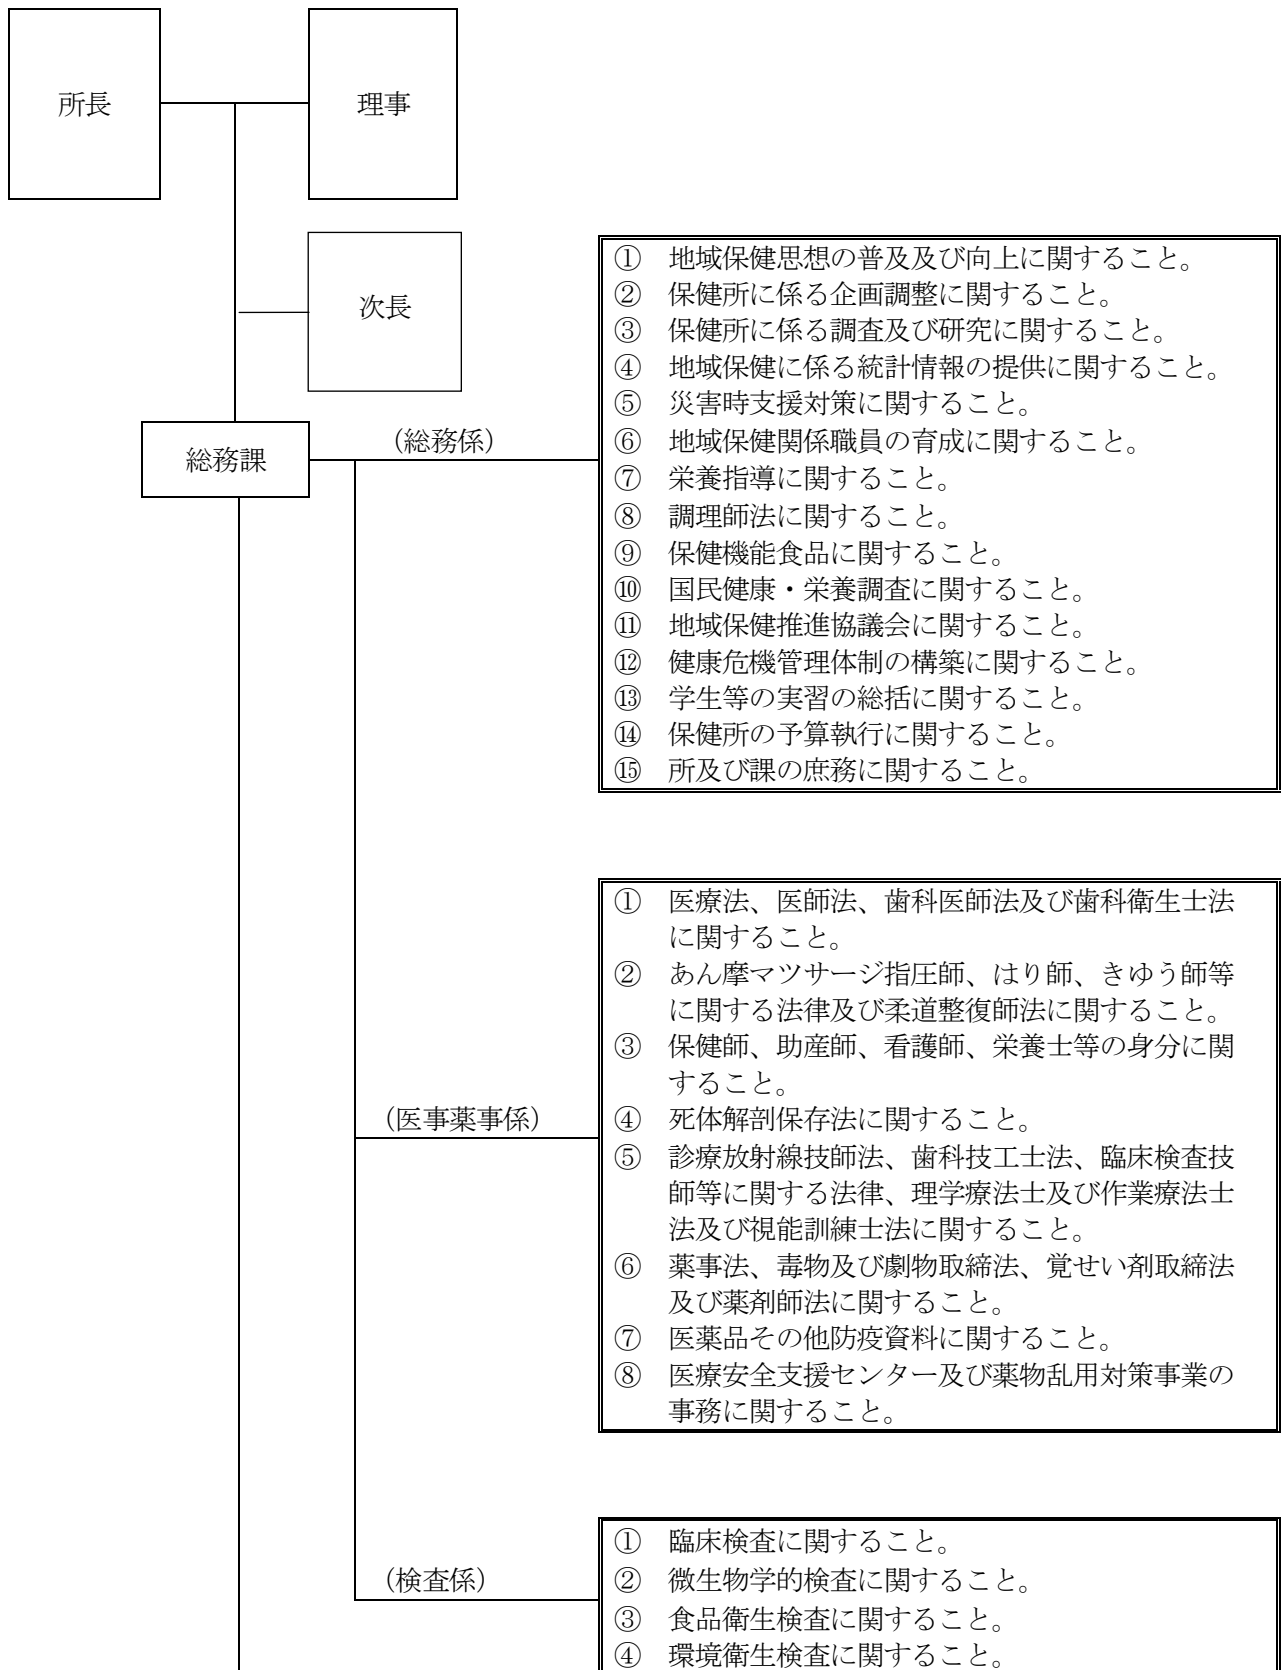 所長
理事
次長
総務課
（総務係）
① 地域保健思想の普及及び向上に関すること。
② 保健所に係る企画調整に関すること。
③ 保健所に係る調査及び研究に関すること。
④ 地域保健に係る統計情報の提供に関すること。
⑤ 災害時支援対策に関すること。
⑥ 地域保健関係職員の育成に関すること。
⑦ 栄養指導に関すること。
⑧ 調理師法に関すること。
⑨ 保健機能食品に関すること。
⑩ 国民健康・栄養調査に関すること。
⑪ 地域保健推進協議会に関すること。
⑫ 健康危機管理体制の構築に関すること。
⑬ 学生等の実習の総括に関すること。
⑭ 保健所の予算執行に関すること。
⑮ 所及び課の庶務に関すること。
（医事薬事係）
① 医療法、医師法、歯科医師法及び歯科衛生士法
に関すること。
② あん摩マツサージ指圧師、はり師、きゆう師等
に関する法律及び柔道整復師法に関すること。
③ 保健師、助産師、看護師、栄養士等の身分に関
すること。
④ 死体解剖保存法に関すること。
⑤ 診療放射線技師法、歯科技工士法、臨床検査技
師等に関する法律、理学療法士及び作業療法士
法及び視能訓練士法に関すること。
⑥ 薬事法、毒物及び劇物取締法、覚せい剤取締法
及び薬剤師法に関すること。
⑦ 医薬品その他防疫資料に関すること。
⑧ 医療安全支援センター及び薬物乱用対策事業の
事務に関すること。
（検査係）
① 臨床検査に関すること。
② 微生物学的検査に関すること。
③ 食品衛生検査に関すること。
④ 環境衛生検査に関すること。